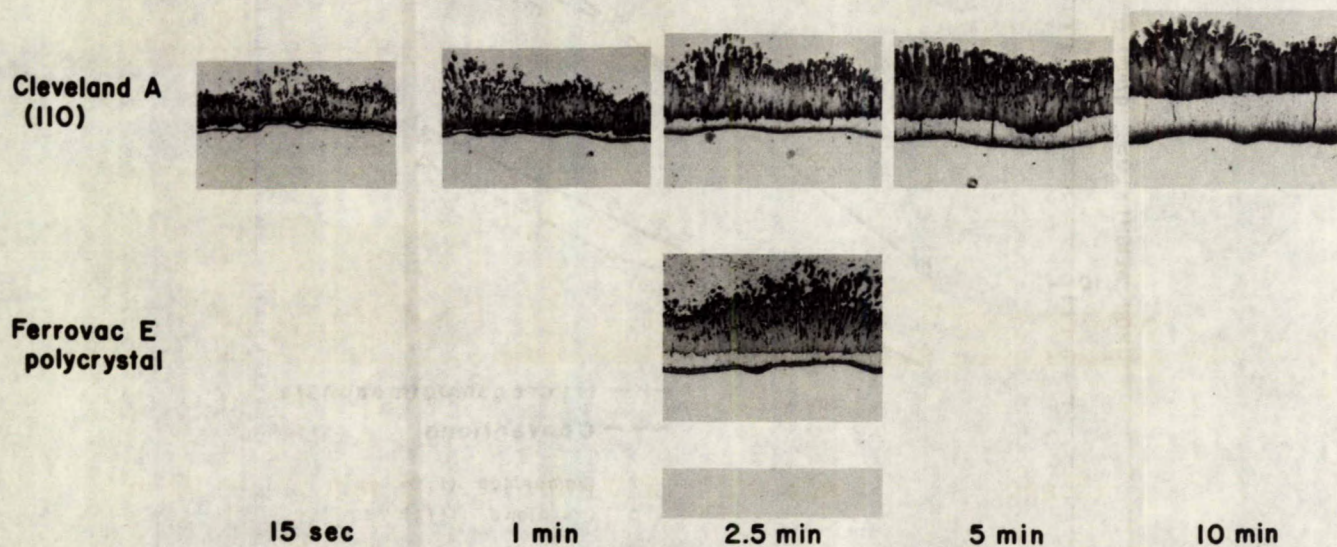 Cleveland A
(110)
Ferrovac E
polycrystal
15 sec
1 min
2.5 min
5 min
10 min